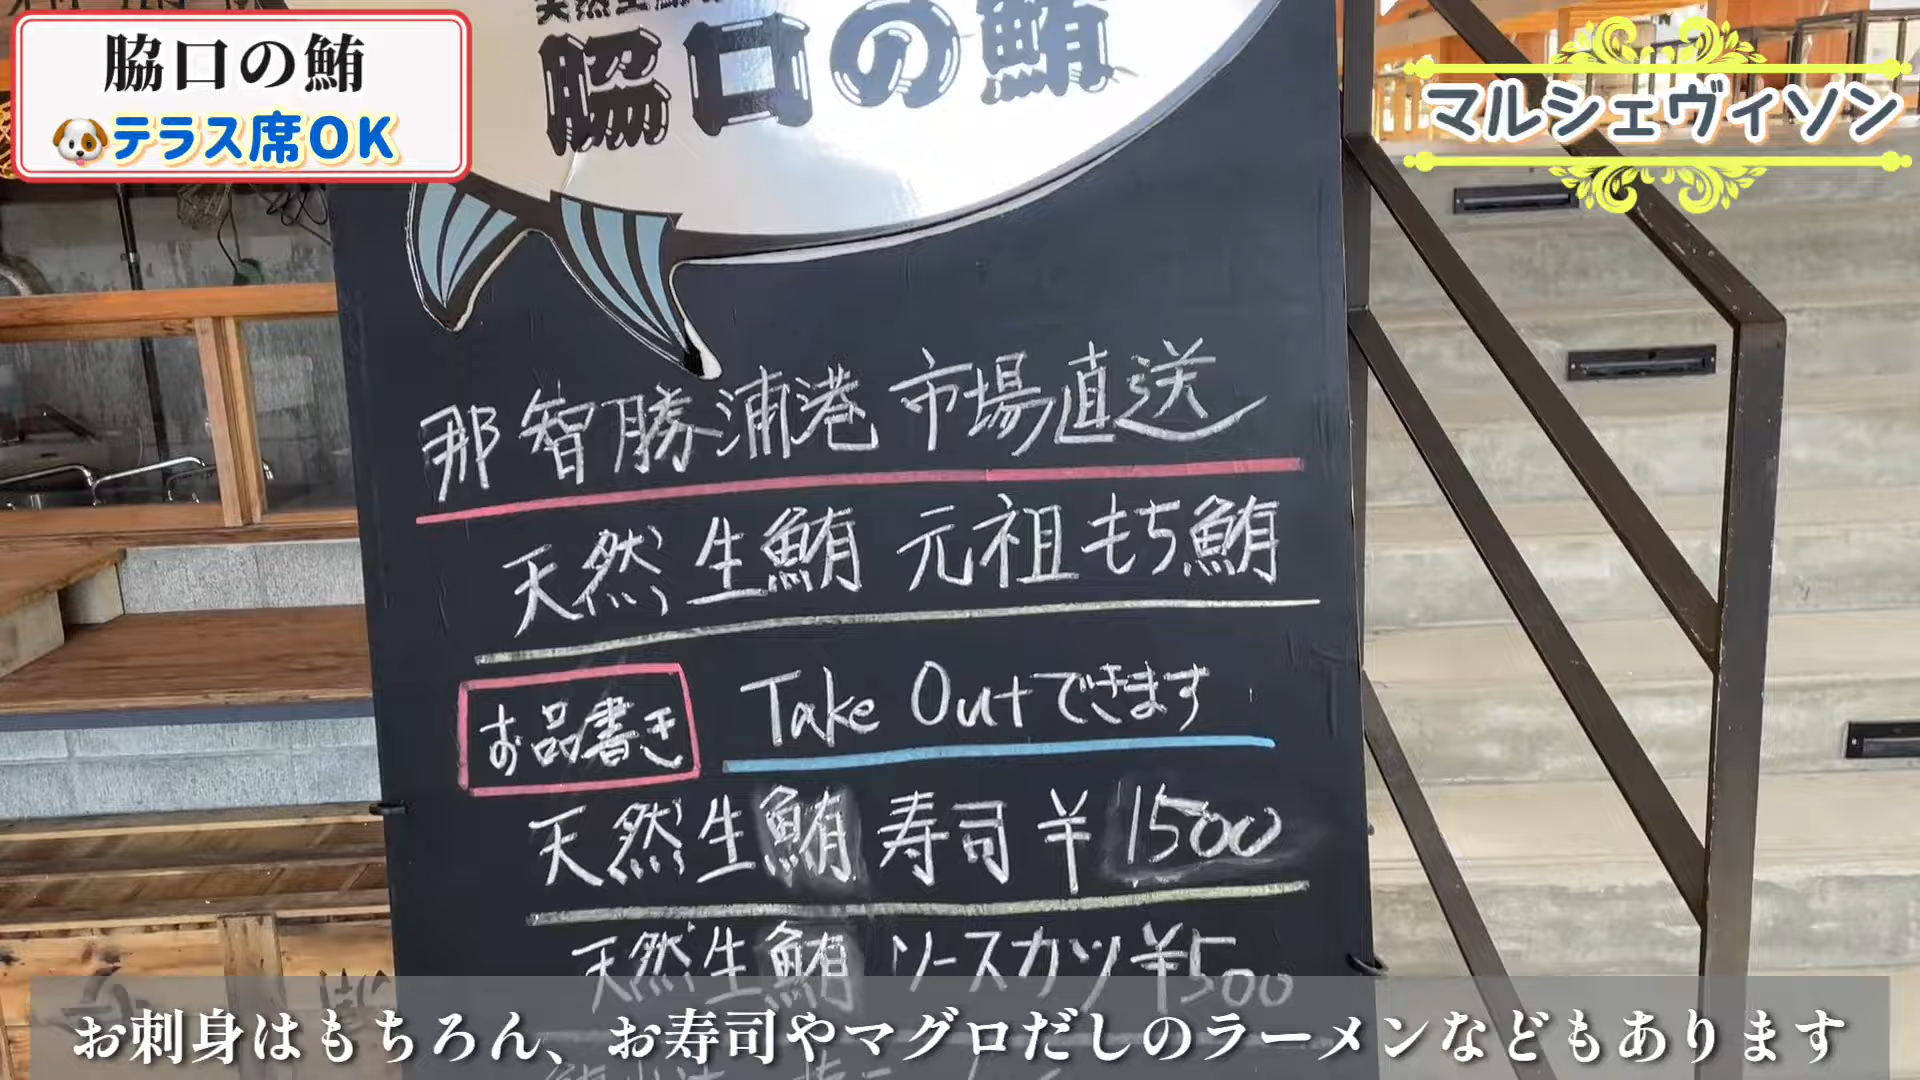 脇口の鮪
テラス席OK
マルシェヴィソン
天然生鮪
脇口の鮪
那智勝浦港 市場直送
天然生鮪 元祖もち鮪
お品書き Take Outできます
天然生鮪 寿司 ¥1500
天然生鮪 ソースカツ ¥500
お刺身はもちろん、お寿司やマグロだしのラーメンなどもあります